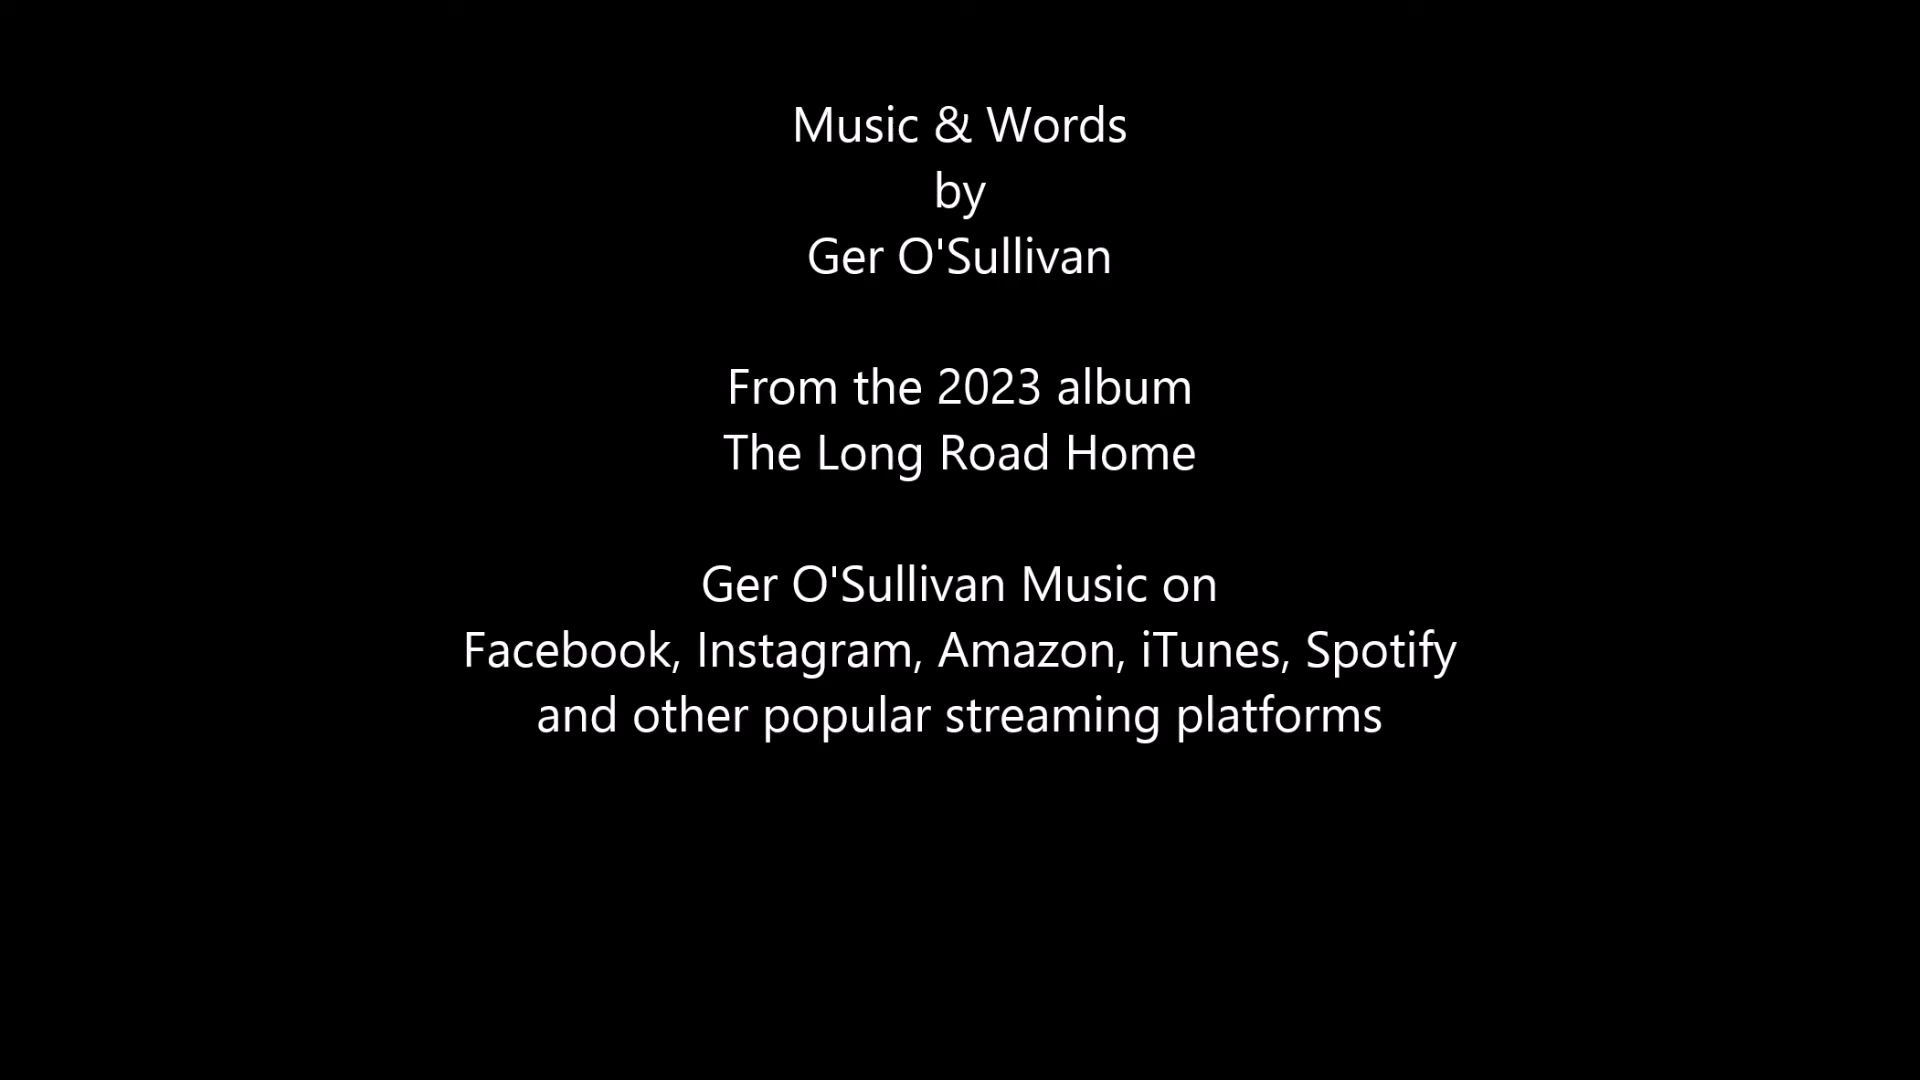 Music & Words
by
Ger O'Sullivan
From the 2023 album
The Long Road Home
Ger O'Sullivan Music on
Facebook, Instagram, Amazon, iTunes, Spotify
and other popular streaming platforms